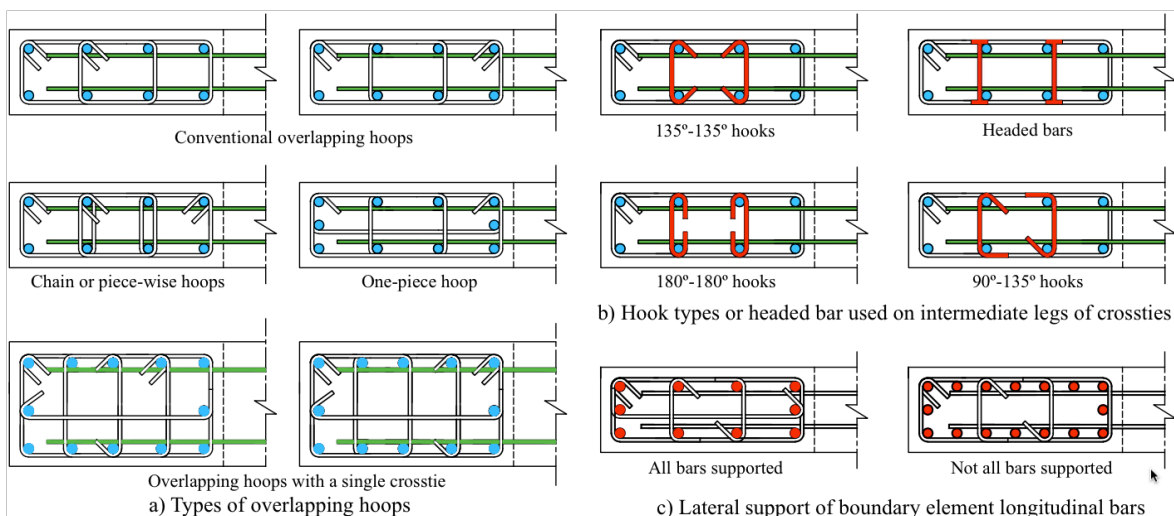 Conventional overlapping hoops
135º-135º hooks
Headed bars
Chain or piece-wise hoops
One-piece hoop
180º-180º hooks
90º-135º hooks
b) Hook types or headed bar used on intermediate legs of crossties
Overlapping hoops with a single crosstie
a) Types of overlapping hoops
All bars supported
Not all bars supported
c) Lateral support of boundary element longitudinal bars